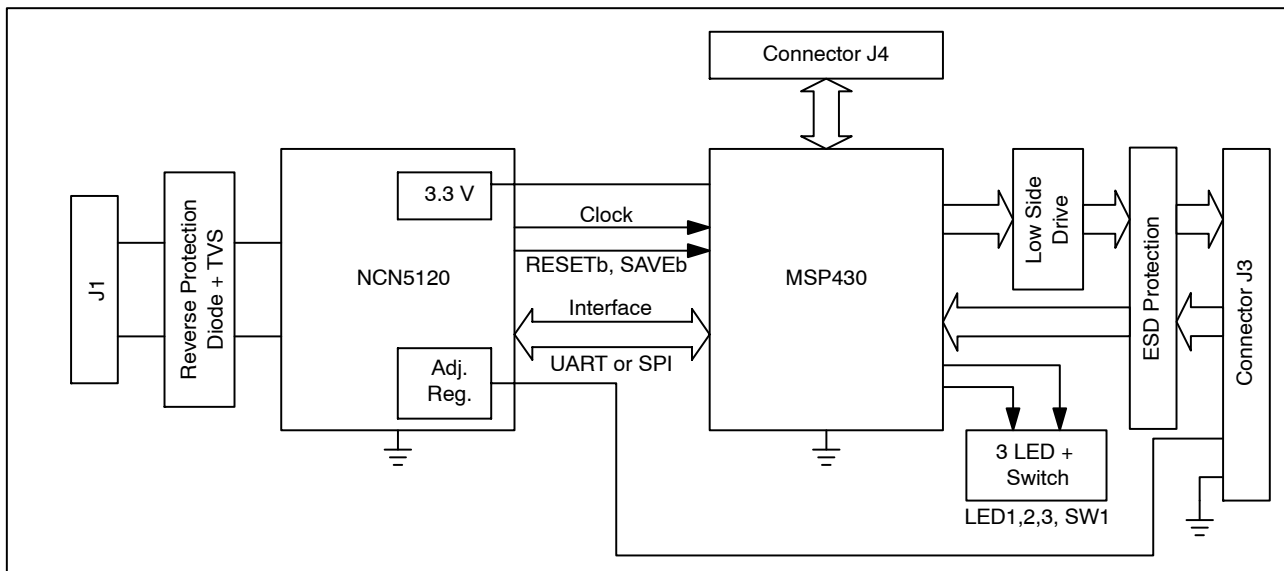 Connector J4
J1
Reverse Protection
Diode + TVS
3.3 V
NCN5120
Adj.
Reg.
Clock
RESETb, SAVEb
Interface
UART or SPI
MSP430
Low Side
Drive
ESD Protection
Connector J3
3 LED +
Switch
LED1,2,3, SW1